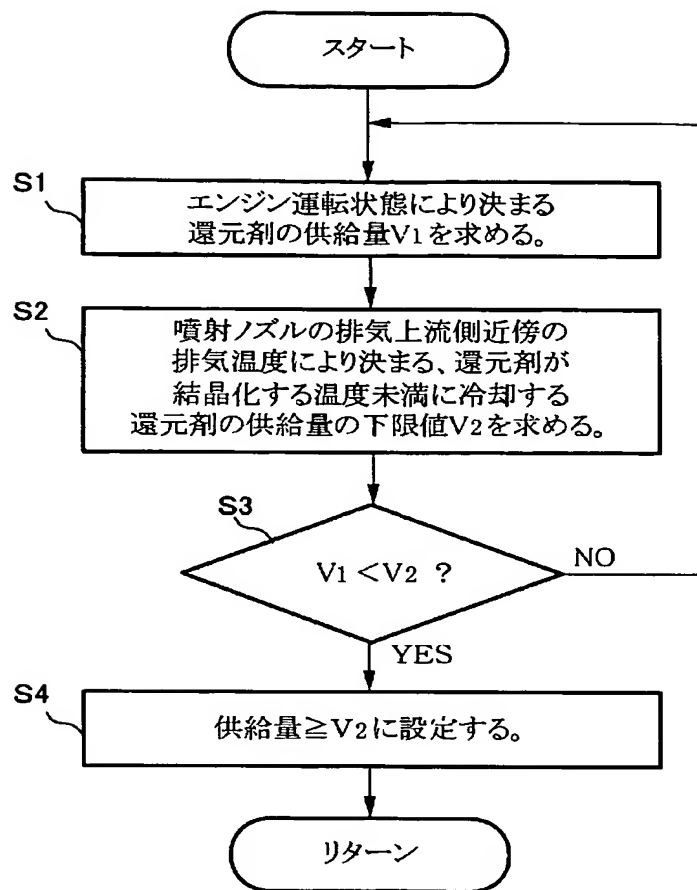 スタート
S1
エンジン運転状態により決まる
還元剤の供給量V1を求める。
S2
噴射ノズルの排気上流側近傍の
排気温度により決まる、還元剤が
結晶化する温度未満に冷却する
還元剤の供給量の下限値V2を求める。
S3
V1<V2 ?
NO
YES
S4
供給量≧V2に設定する。
リターン